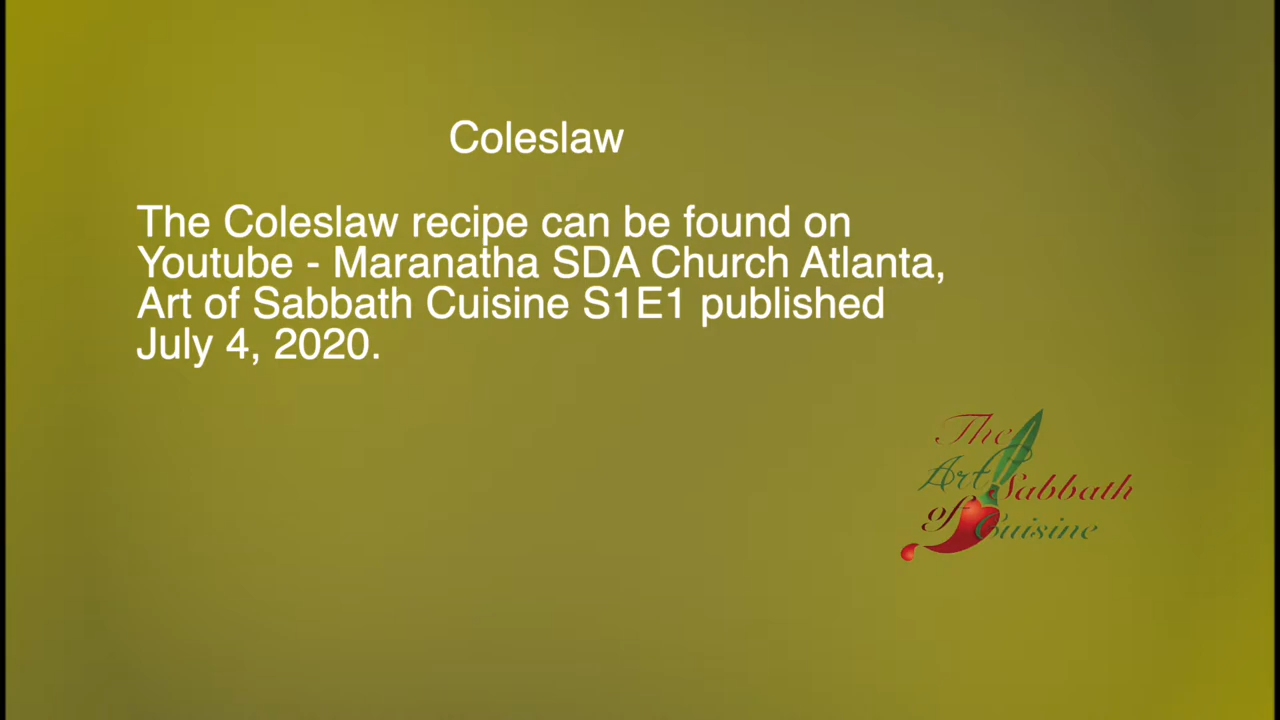 Coleslaw
The Coleslaw recipe can be found on
Youtube - Maranatha SDA Church Atlanta,
Art of Sabbath Cuisine S1E1 published
July 4, 2020.
The
Art Sabbath
of Cuisine